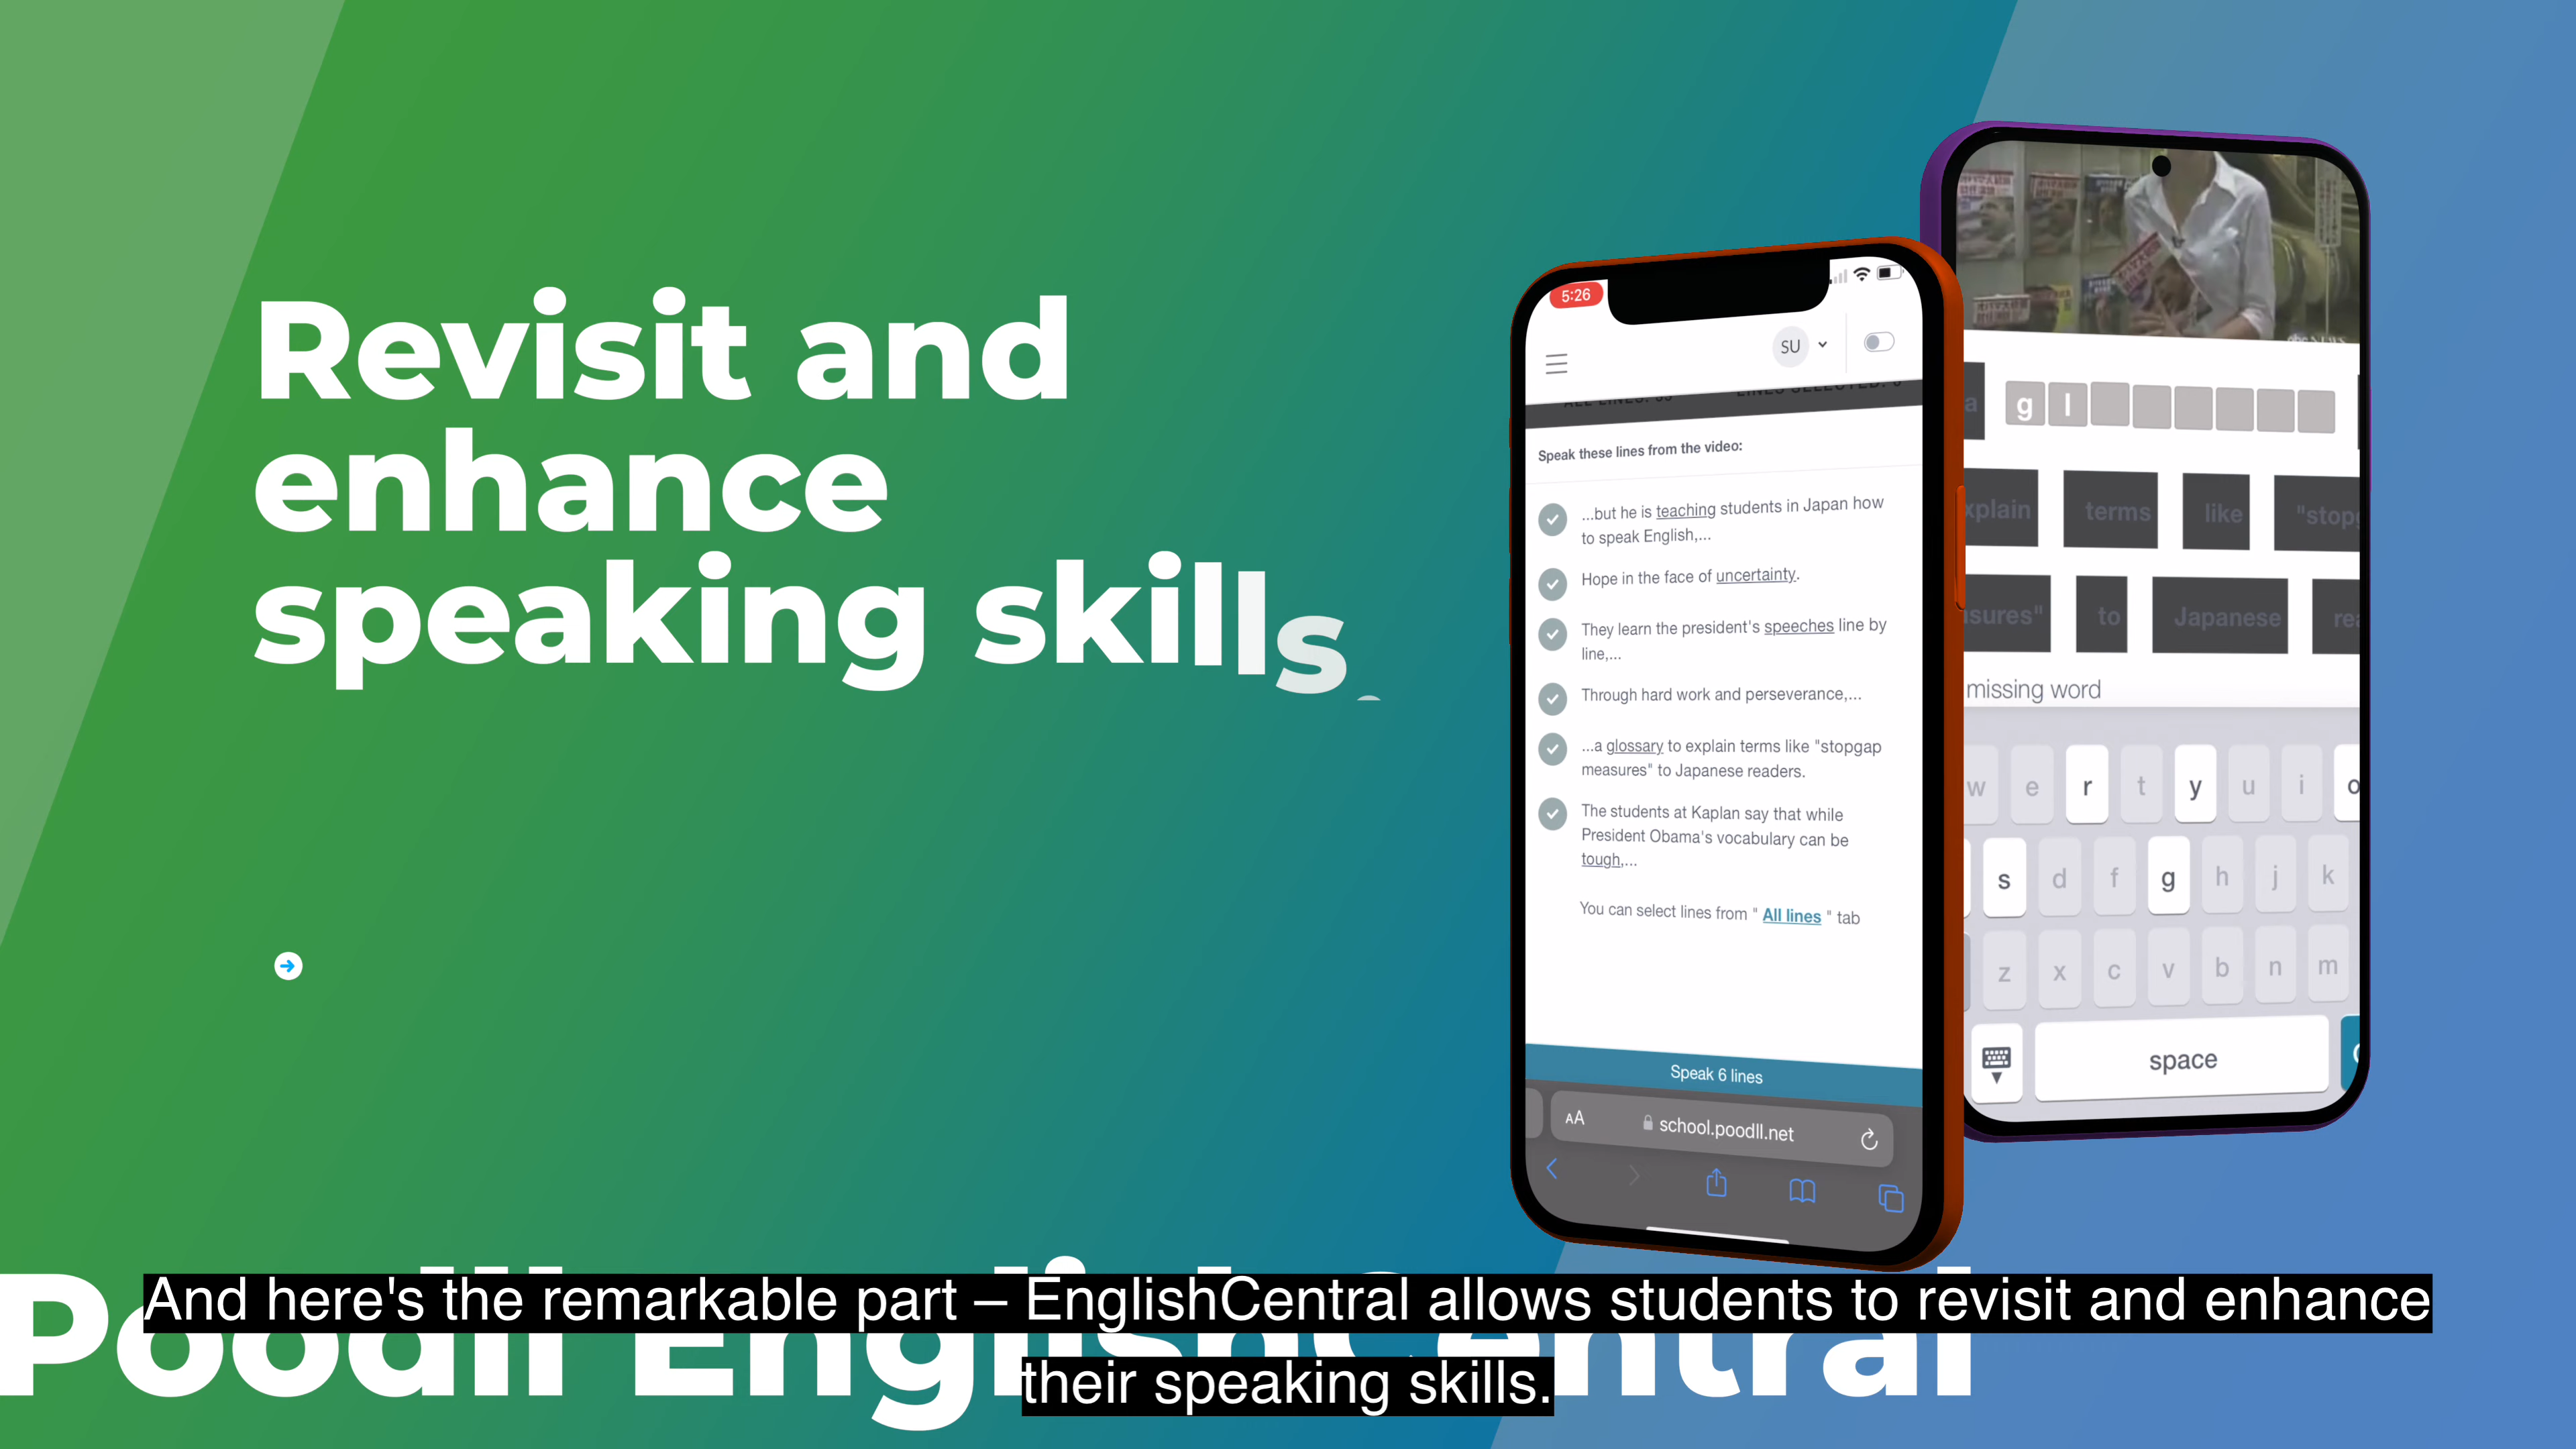 Revisit and
enhance
speaking skills
5:26
SU
Speak these lines from the video:
...but he is teaching students in Japan how
to speak English,...
Hope in the face of uncertainty.
They learn the president's speeches line by
line,...
Through hard work and perseverance,...
...a glossary to explain terms like "stopgap
measures" to Japanese readers.
The students at Kaplan say that while
President Obama's vocabulary can be
tough,...
You can select lines from " All lines " tab
Speak 6 lines
AA school.poodll.net
a g l
xplain terms like "stopg
sures" to Japanese rea
missing word
w e r t y u i o
s d f g h j k
z x c v b n m
space
Poodll EnglishCentral
And here's the remarkable part – EnglishCentral allows students to revisit and enhance
their speaking skills.